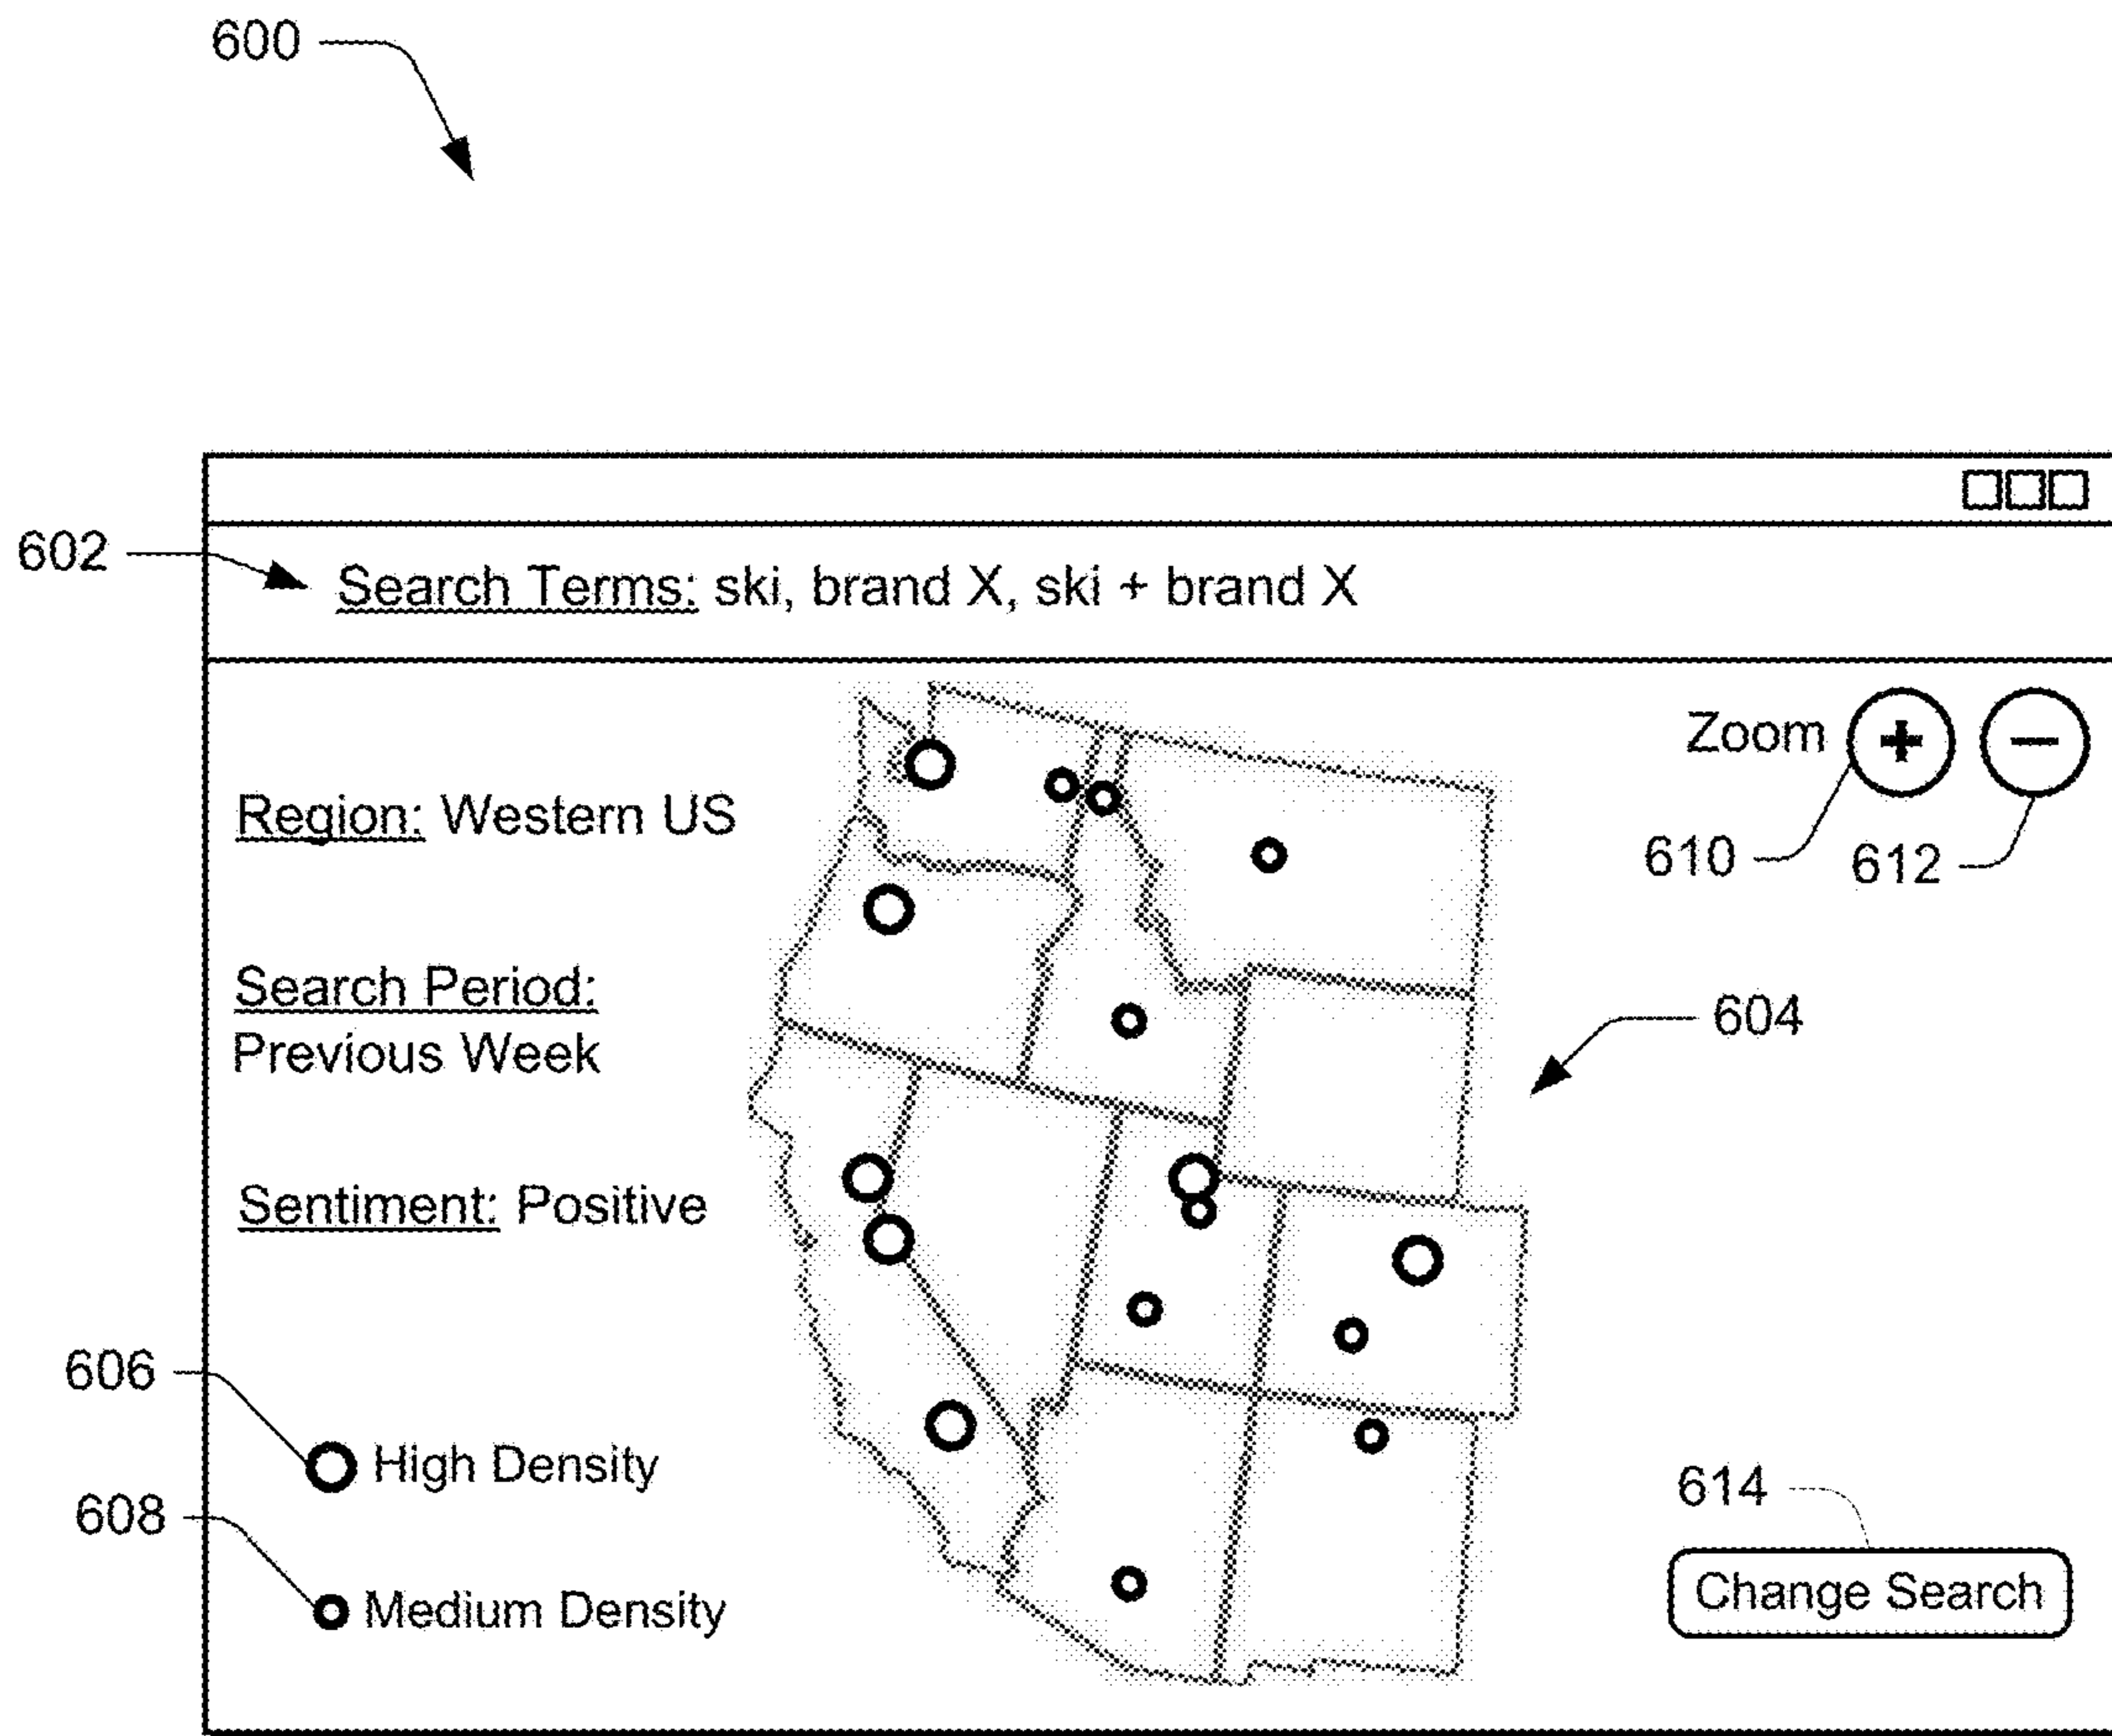 600
602
Search Terms: ski, brand X, ski + brand X
Zoom + −
610 612
Region: Western US
Search Period:
Previous Week
604
Sentiment: Positive
606
High Density
608
Medium Density
614
Change Search